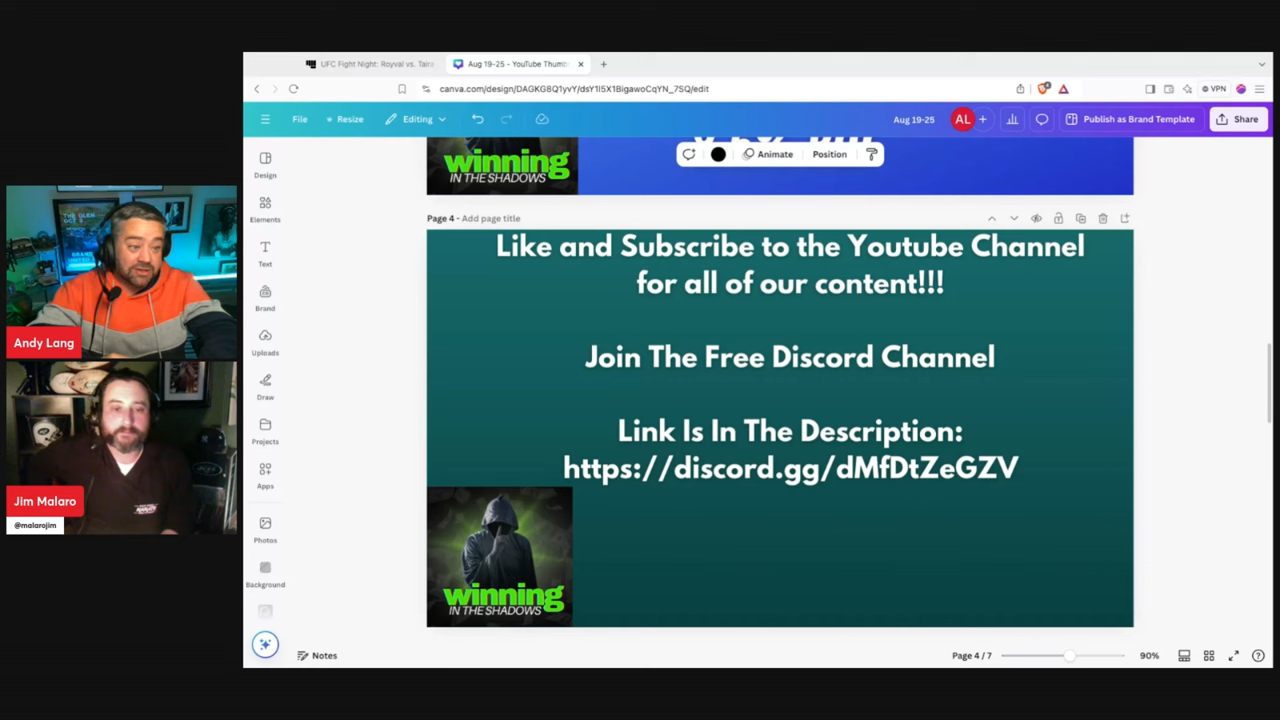 UFC Fight Night: Royval vs. Taira
Aug 19-25 - YouTube Thumb
canva.com/design/DAGKG8Q1yvY/dsY1I5X1BigawoCqYN_7SQ/edit
VPN
File
Resize
Editing
Aug 19-25
AL
Publish as Brand Template
Share
Animate
Position
winning
IN THE SHADOWS
Design
Elements
Text
Brand
Uploads
Draw
Projects
Apps
Photos
Background
Page 4 - Add page title
Like and Subscribe to the Youtube Channel
for all of our content!!!
Join The Free Discord Channel
Link Is In The Description:
https://discord.gg/dMfDtZeGZV
winning
IN THE SHADOWS
Andy Lang
Jim Malaro
@malarojim
Notes
Page 4 / 7
90%